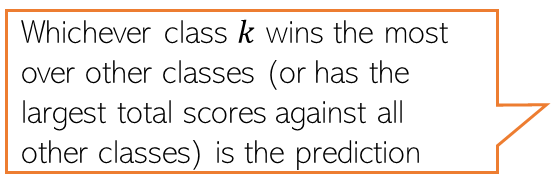 Whichever class k wins the most
over other classes (or has the
largest total scores against all
other classes) is the prediction